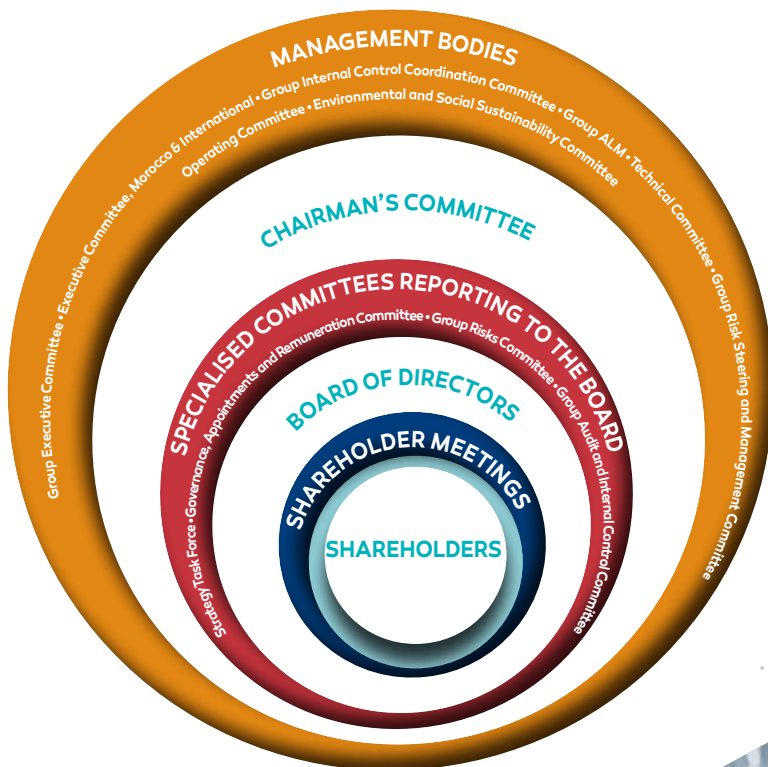 MANAGEMENT BODIES
Group Executive Committee • Executive Committee, Morocco & International • Group Internal Control Coordination Committee • Group ALM • Technical Committee • Group Risk Steering and Management Committee
Operating Committee • Environmental and Social Sustainability Committee
CHAIRMAN'S COMMITTEE
SPECIALISED COMMITTEES REPORTING TO THE BOARD
Strategy Task Force • Governance, Appointments and Remuneration Committee • Group Risks Committee • Group Audit and Internal Control Committee
BOARD OF DIRECTORS
SHAREHOLDER MEETINGS
SHAREHOLDERS